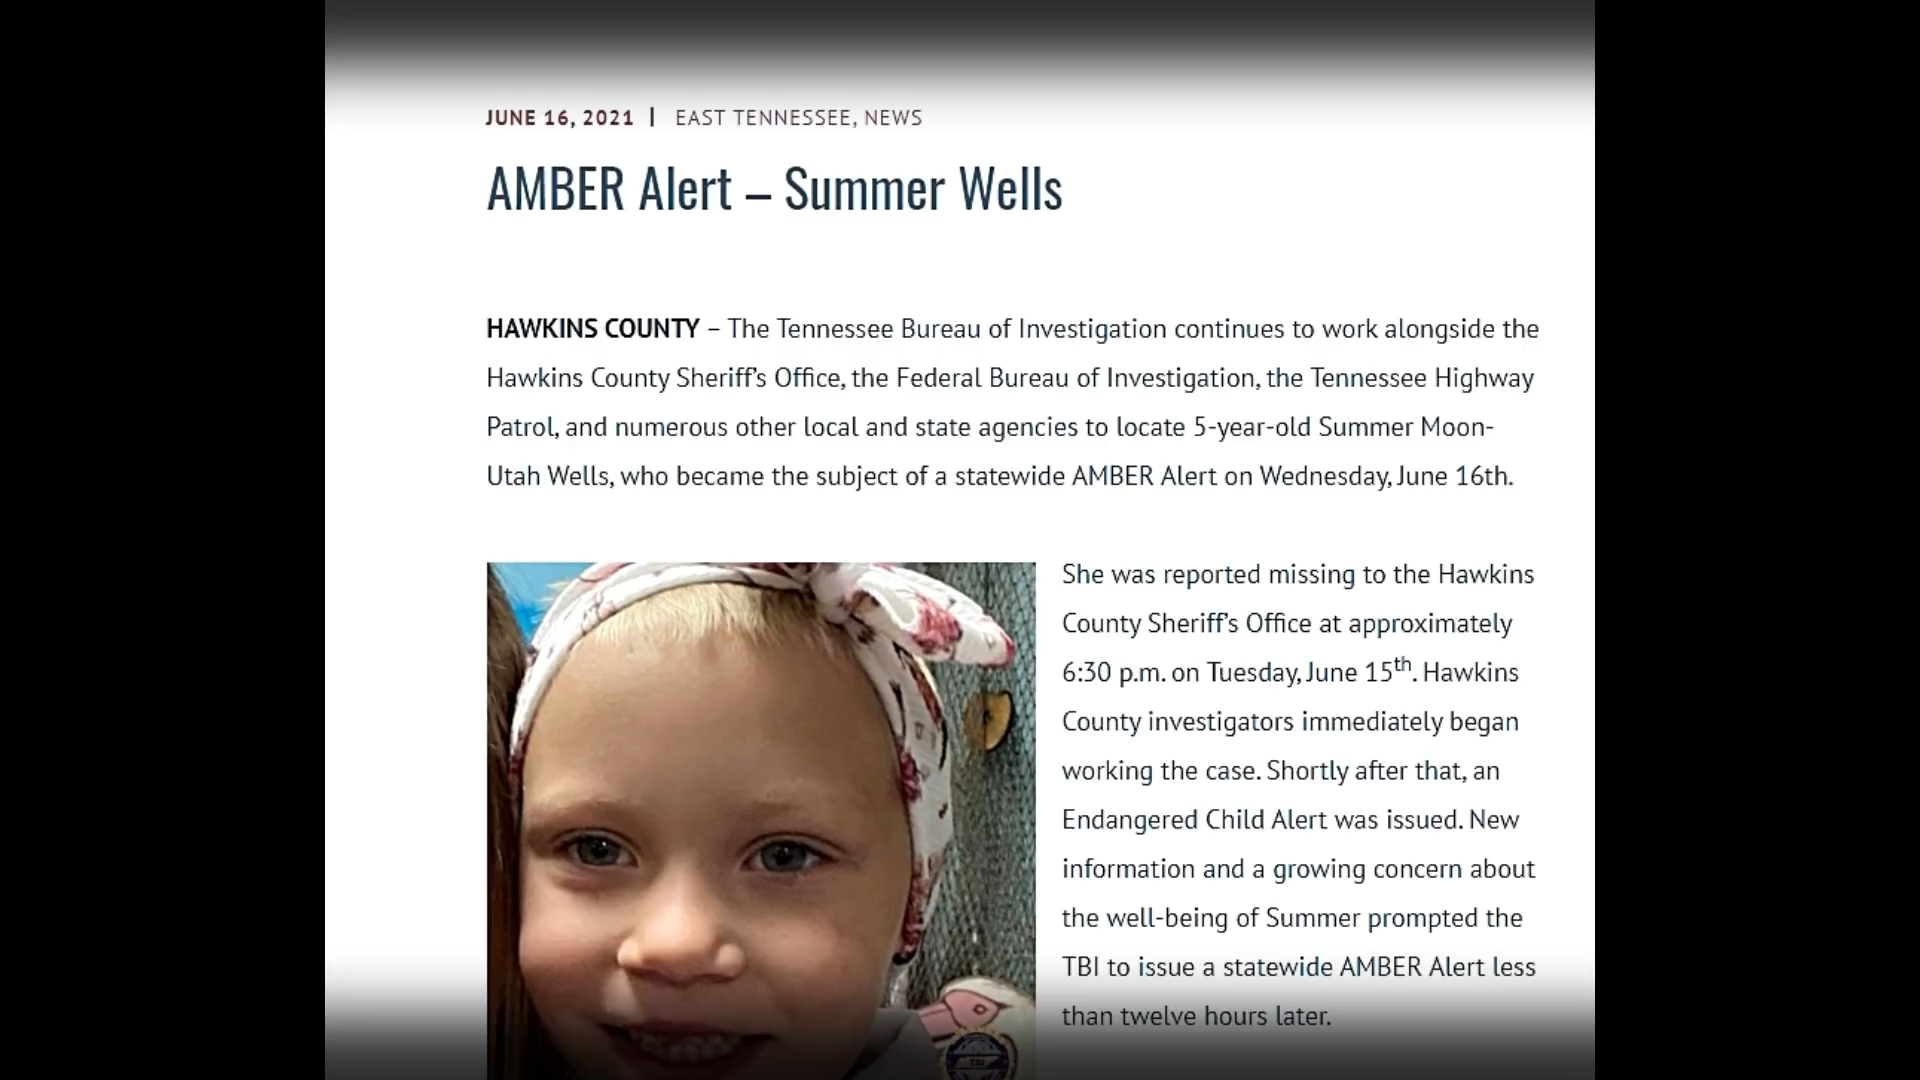 JUNE 16, 2021 | EAST TENNESSEE, NEWS
AMBER Alert – Summer Wells
HAWKINS COUNTY – The Tennessee Bureau of Investigation continues to work alongside the
Hawkins County Sheriff's Office, the Federal Bureau of Investigation, the Tennessee Highway
Patrol, and numerous other local and state agencies to locate 5-year-old Summer Moon-
Utah Wells, who became the subject of a statewide AMBER Alert on Wednesday, June 16th.
She was reported missing to the Hawkins
County Sheriff's Office at approximately
6:30 p.m. on Tuesday, June 15th. Hawkins
County investigators immediately began
working the case. Shortly after that, an
Endangered Child Alert was issued. New
information and a growing concern about
the well-being of Summer prompted the
TBI to issue a statewide AMBER Alert less
than twelve hours later.
TBI